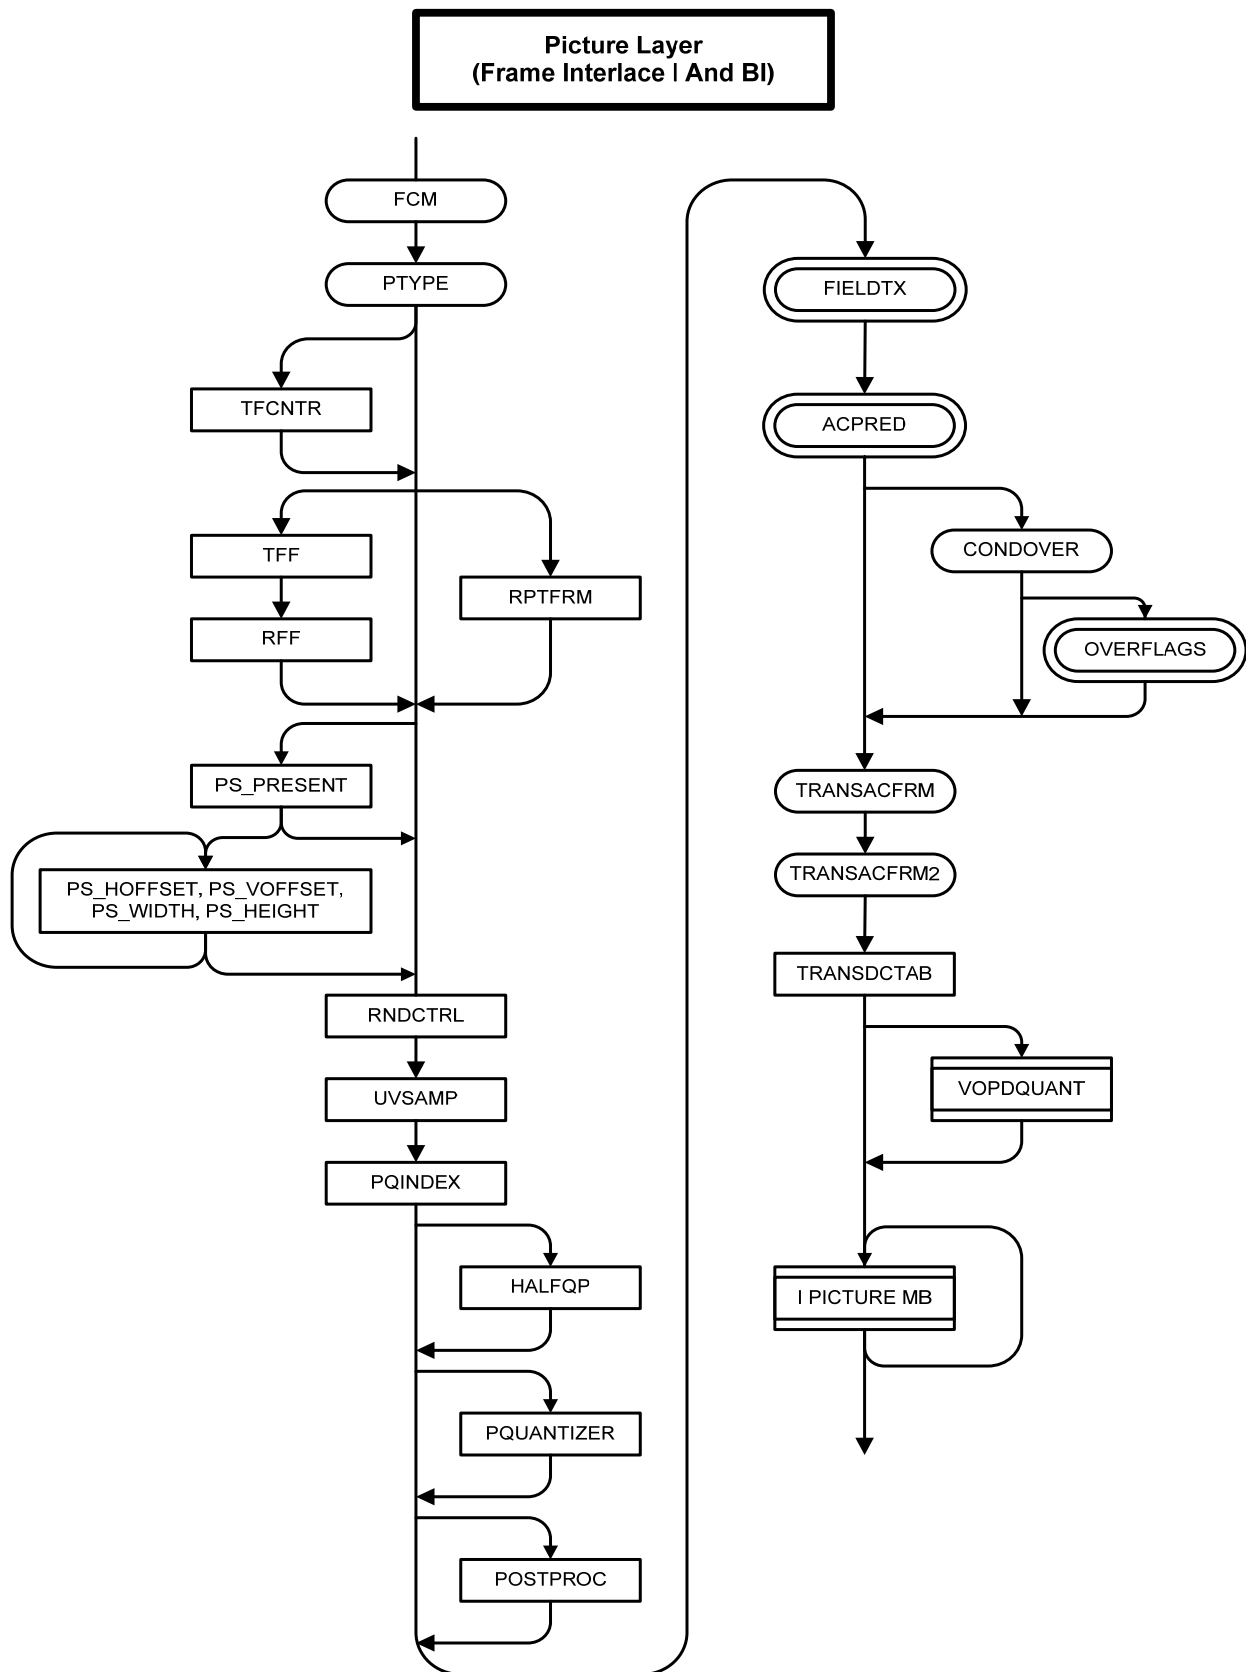 Picture Layer
(Frame Interlace I And BI)
FCM
PTYPE
TFCNTR
TFF
RPTFRM
RFF
PS_PRESENT
PS_HOFFSET, PS_VOFFSET,
PS_WIDTH, PS_HEIGHT
RNDCTRL
UVSAMP
PQINDEX
HALFQP
PQUANTIZER
POSTPROC
FIELDTX
ACPRED
CONDOVER
OVERFLAGS
TRANSACFRM
TRANSACFRM2
TRANSDCTAB
VOPDQUANT
I PICTURE MB